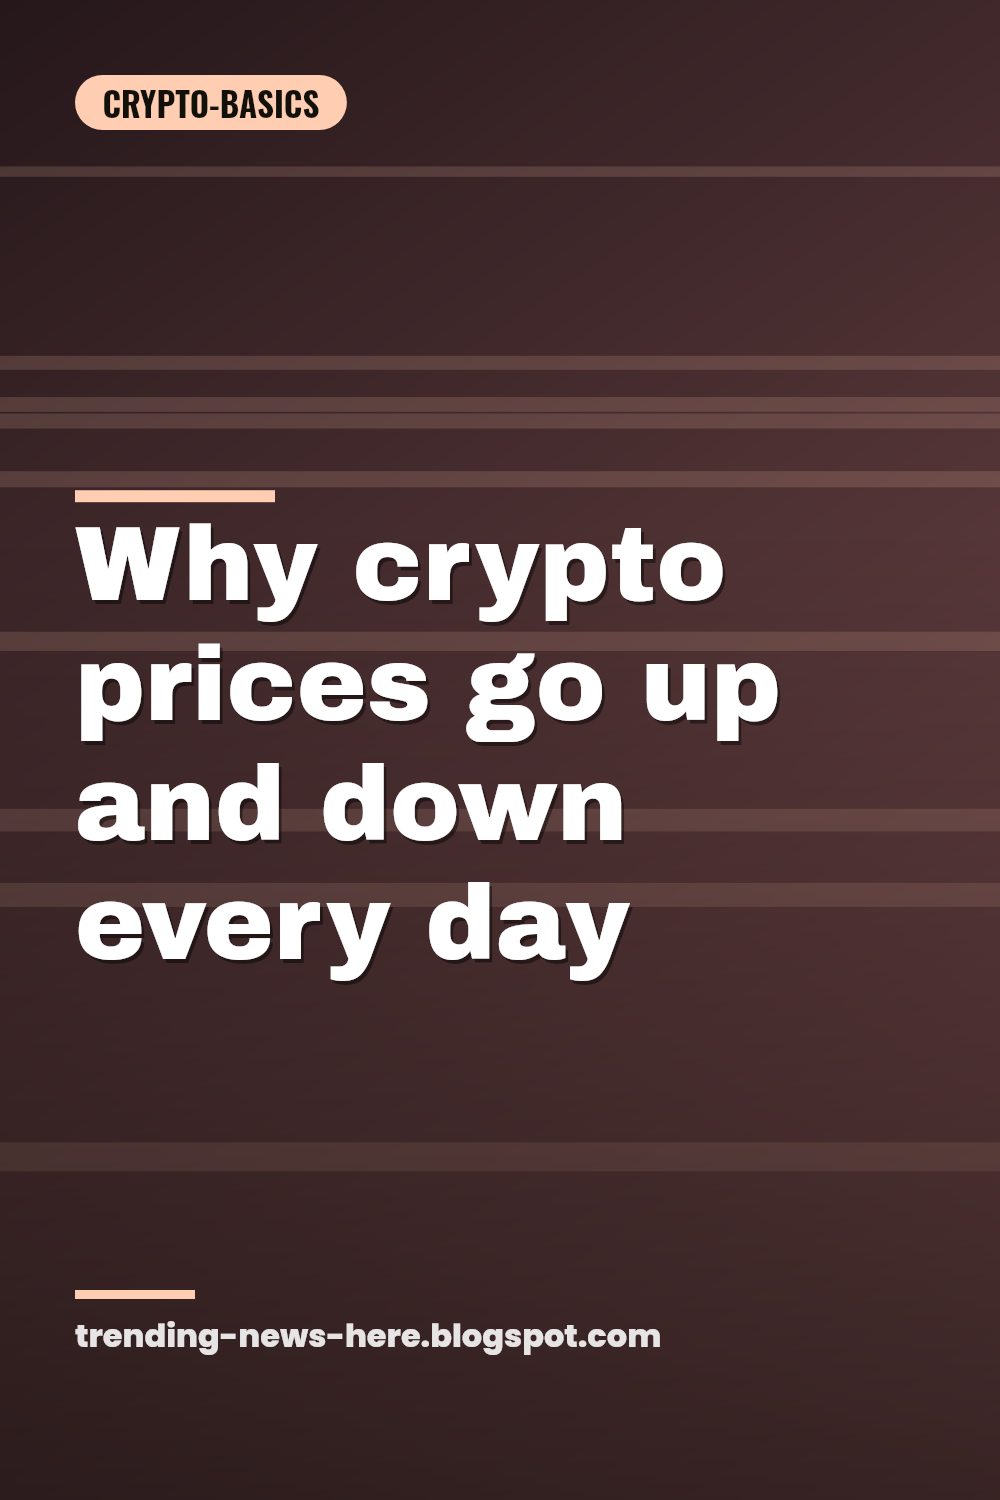 CRYPTO-BASICS
Why crypto
prices go up
and down
every day
trending-news-here.blogspot.com